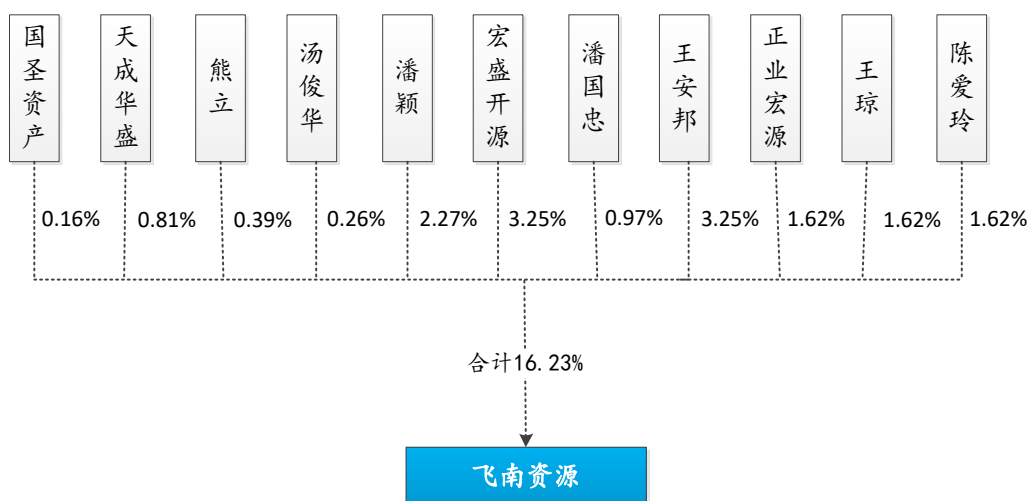 国圣资产
天成华盛
熊立
汤俊华
潘颖
宏盛开源
潘国忠
王安邦
正业宏源
王琼
陈爱玲
0.16%
0.81%
0.39%
0.26%
2.27%
3.25%
0.97%
3.25%
1.62%
1.62%
1.62%
合计16.23%
飞南资源